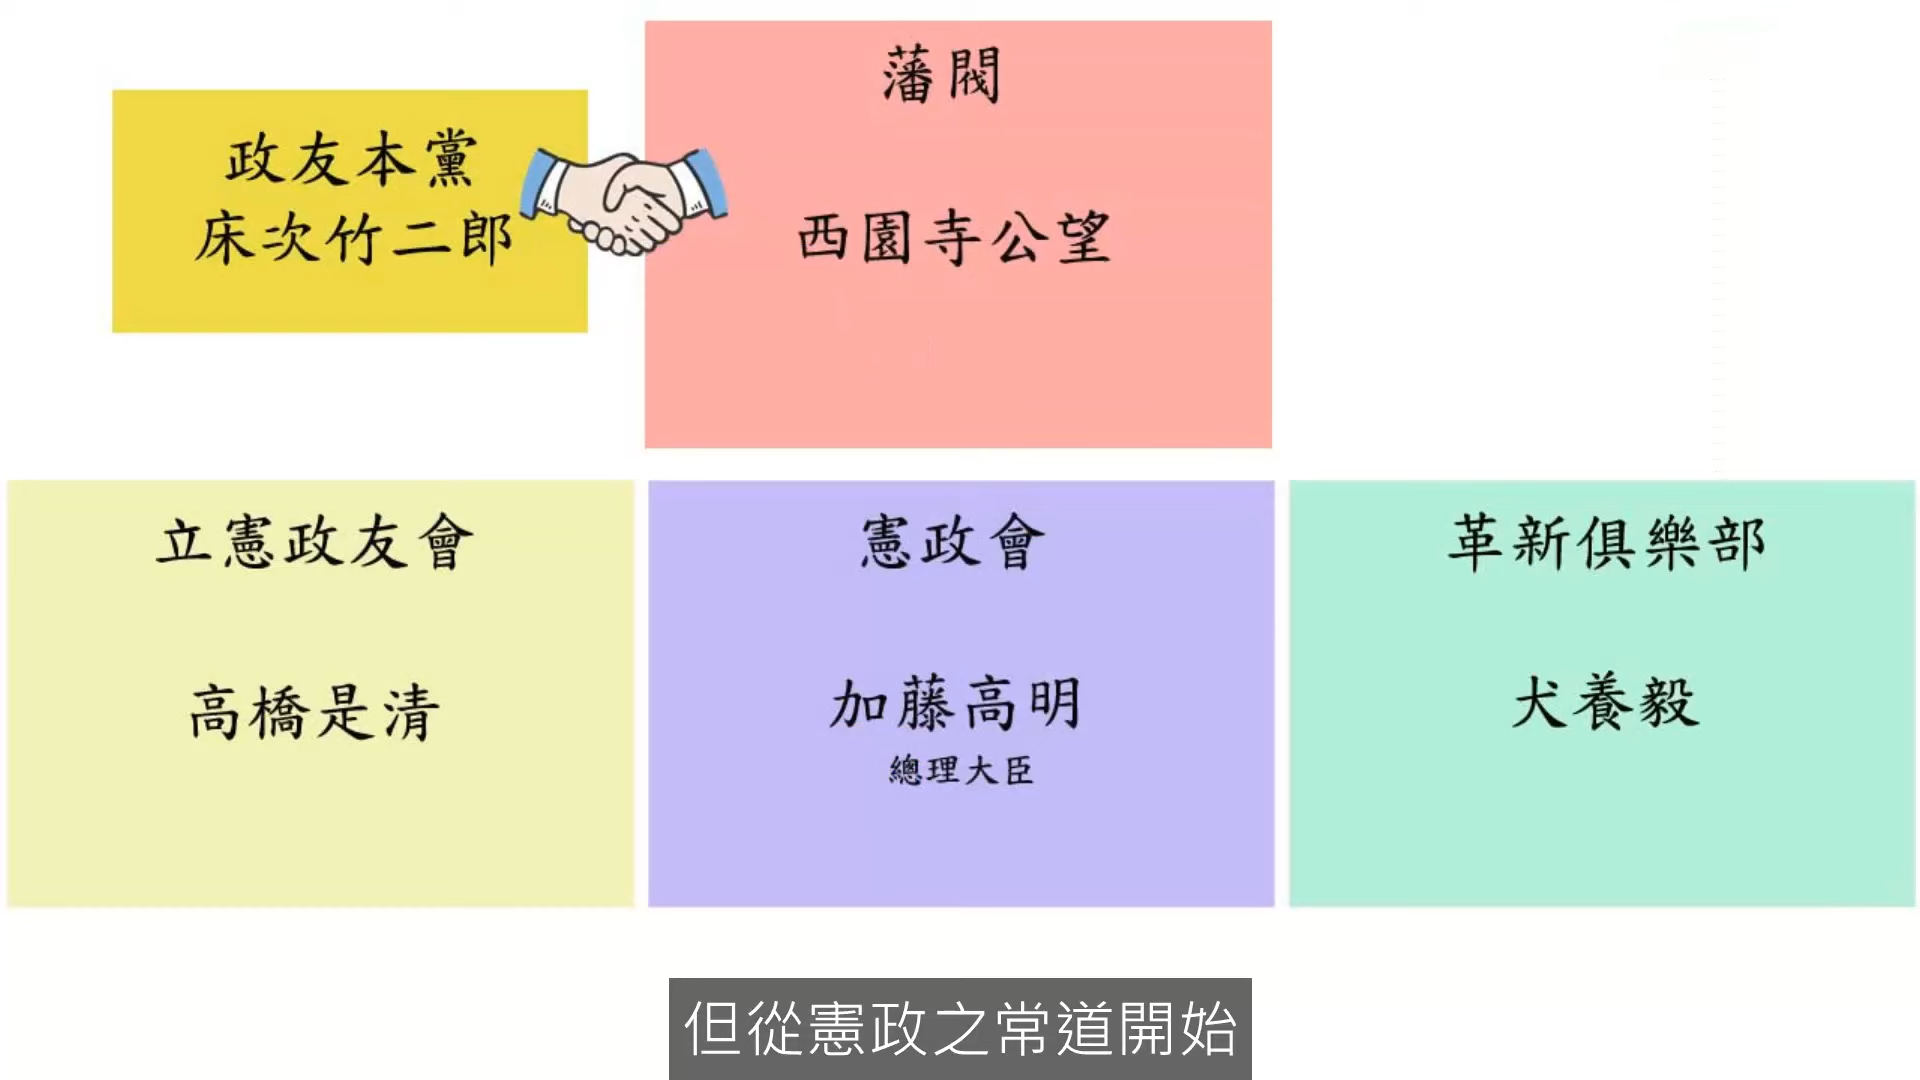 政友本黨
床次竹二郎
藩閥
西園寺公望
立憲政友會
高橋是清
憲政會
加藤高明
總理大臣
革新俱樂部
犬養毅
但從憲政之常道開始